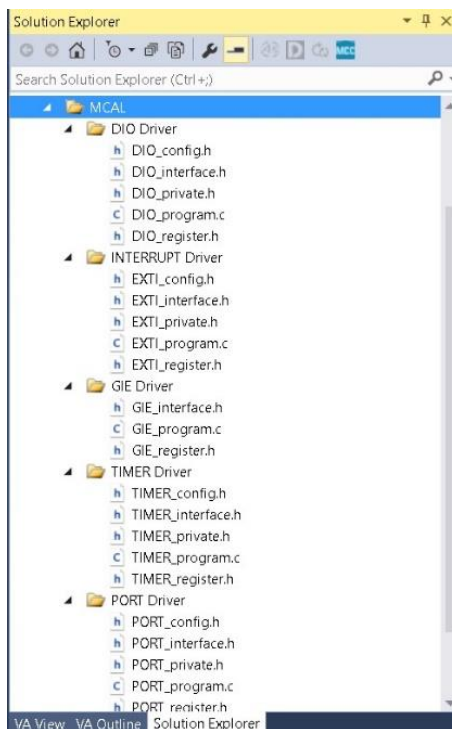 Solution Explorer
MCC
Search Solution Explorer (Ctrl+;)
MCAL
DIO Driver
h DIO_config.h
h DIO_interface.h
h DIO_private.h
c DIO_program.c
h DIO_register.h
INTERRUPT Driver
h EXTI_config.h
h EXTI_interface.h
h EXTI_private.h
c EXTI_program.c
h EXTI_register.h
GIE Driver
h GIE_interface.h
c GIE_program.c
h GIE_register.h
TIMER Driver
h TIMER_config.h
h TIMER_interface.h
h TIMER_private.h
c TIMER_program.c
h TIMER_register.h
PORT Driver
h PORT_config.h
h PORT_interface.h
h PORT_private.h
c PORT_program.c
h PORT_register.h
VA View VA Outline Solution Explorer